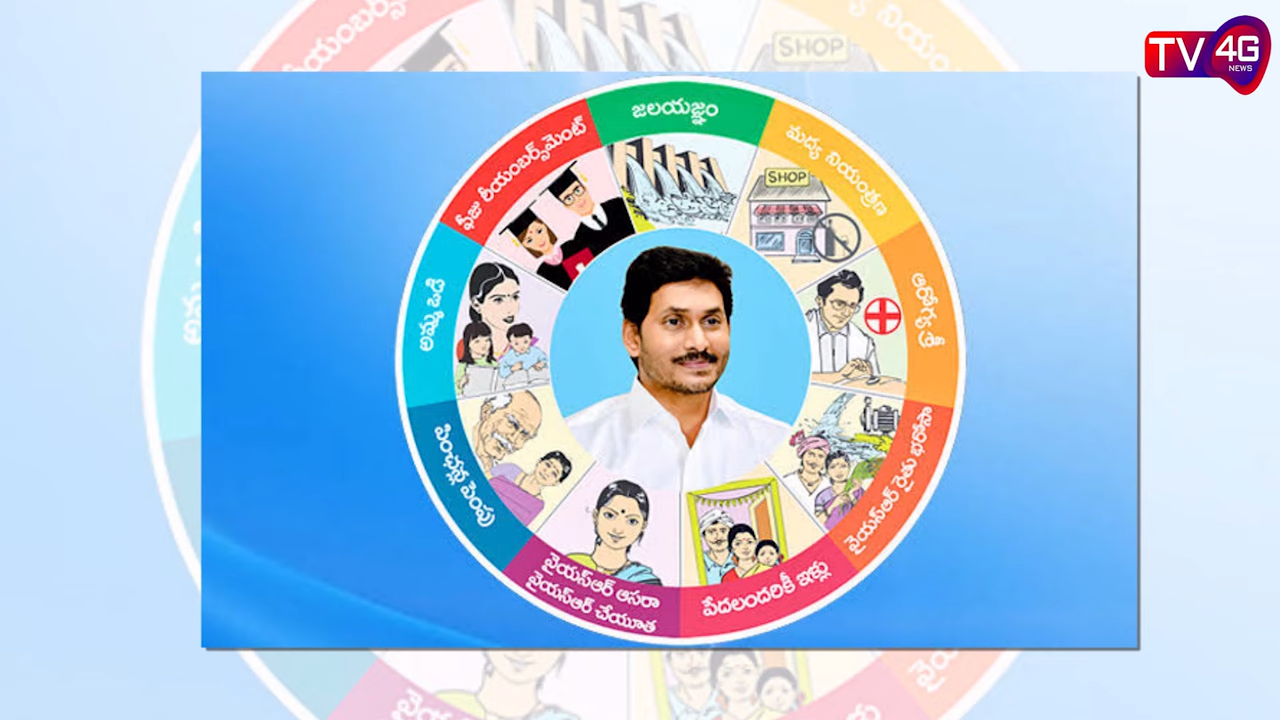 TV 4G
NEWS
జలయజ్ఞం
మద్య నియంత్రణ
SHOP
ఆరోగ్యశ్రీ
వైయస్ఆర్ రైతు భరోసా
పేదలందరికీ ఇళ్లు
వైయస్ఆర్ ఆసరా
వైయస్ఆర్ చేయూత
పింఛన్ల పెంపు
అమ్మ ఒడి
ఫీజు రీయింబర్స్‌మెంట్
SHOP